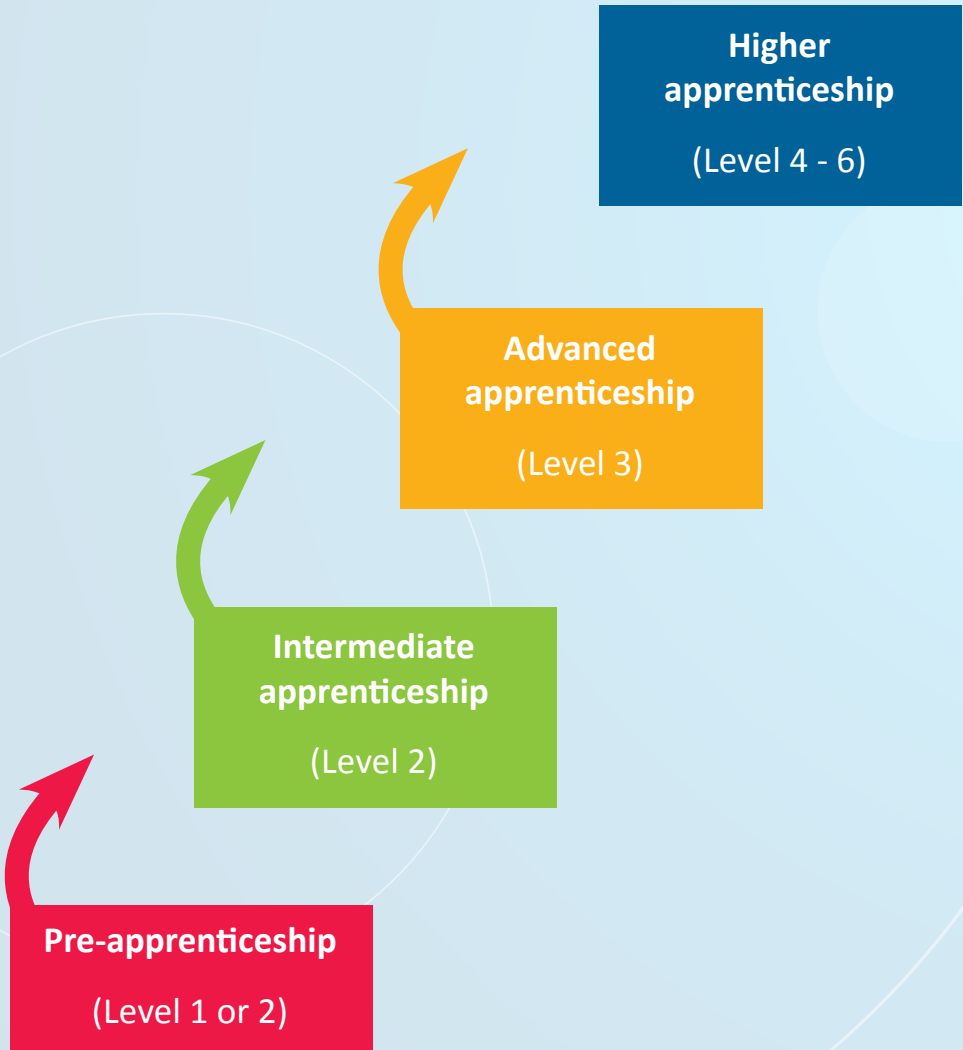 Higher
apprenticeship
(Level 4 - 6)
Advanced
apprenticeship
(Level 3)
Intermediate
apprenticeship
(Level 2)
Pre-apprenticeship
(Level 1 or 2)